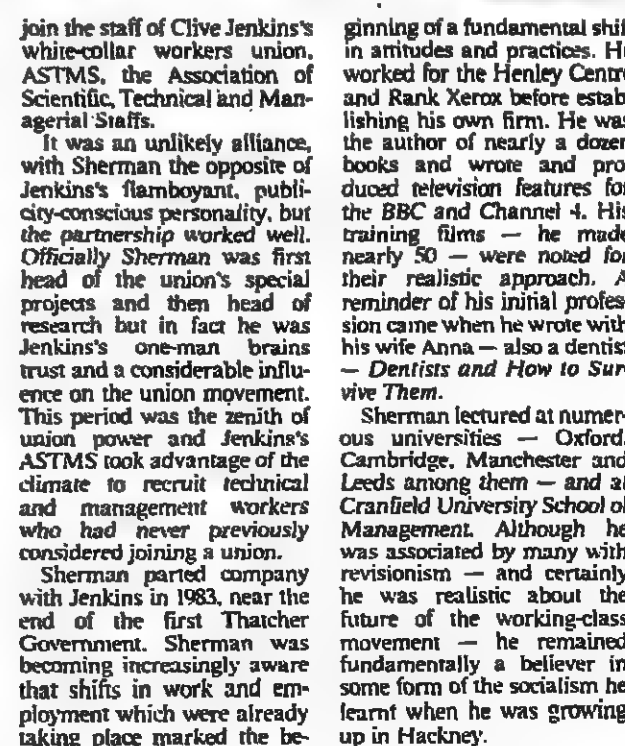 join the staff of Clive Jenkins's
white-collar workers union,
ASTMS, the Association of
Scientific, Technical and Man-
agerial Staffs.
It was an unlikely alliance,
with Sherman the opposite of
Jenkins's flamboyant, publi-
city-conscious personality, but
the partnership worked well.
Officially Sherman was first
head of the union's special
projects and then head of
research but in fact he was
Jenkins's one-man brains
trust and a considerable influ-
ence on the union movement.
This period was the zenith of
union power and Jenkins's
ASTMS took advantage of the
climate to recruit technical
and management workers
who had never previously
considered joining a union.
Sherman parted company
with Jenkins in 1983, near the
end of the first Thatcher
Government. Sherman was
becoming increasingly aware
that shifts in work and em-
ployment which were already
taking place marked the be-
ginning of a fundamental shif
in attitudes and practices. H
worked for the Henley Centr
and Rank Xerox before estab
lishing his own firm. He was
the author of nearly a dozen
books and wrote and pro
duced television features for
the BBC and Channel 4. His
training films — he made
nearly 50 — were noted for
their realistic approach. A
reminder of his initial profes
sion came when he wrote with
his wife Anna — also a dentist
— Dentists and How to Sur-
vive Them.
Sherman lectured at numer-
ous universities — Oxford,
Cambridge, Manchester and
Leeds among them — and at
Cranfield University School of
Management. Although he
was associated by many with
revisionism — and certainly
he was realistic about the
future of the working-class
movement — he remained
fundamentally a believer in
some form of the socialism he
learnt when he was growing
up in Hackney.